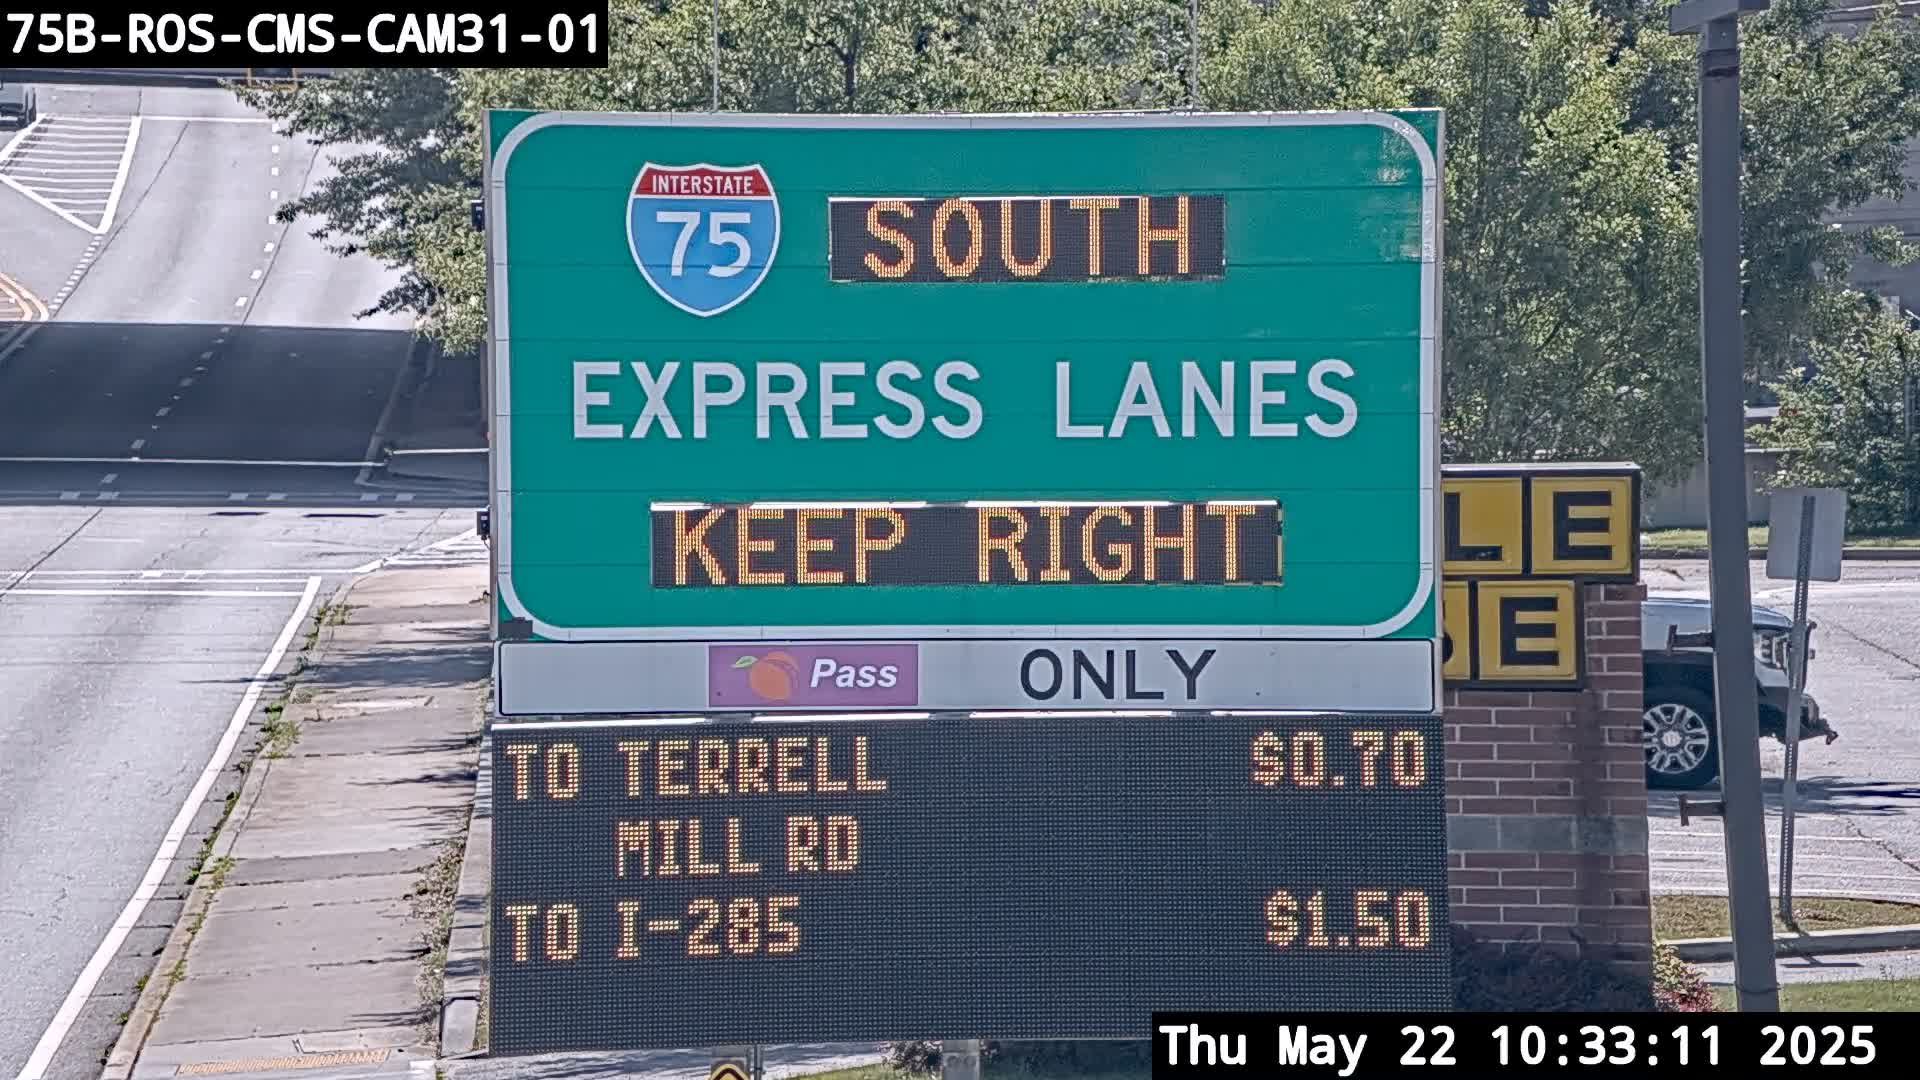 75B-ROS-CMS-CAM31-01
INTERSTATE
75
SOUTH
EXPRESS LANES
KEEP RIGHT
Pass ONLY
TO TERRELL $0.70
MILL RD
TO I-285 $1.50
LE
E
Thu May 22 10:33:11 2025